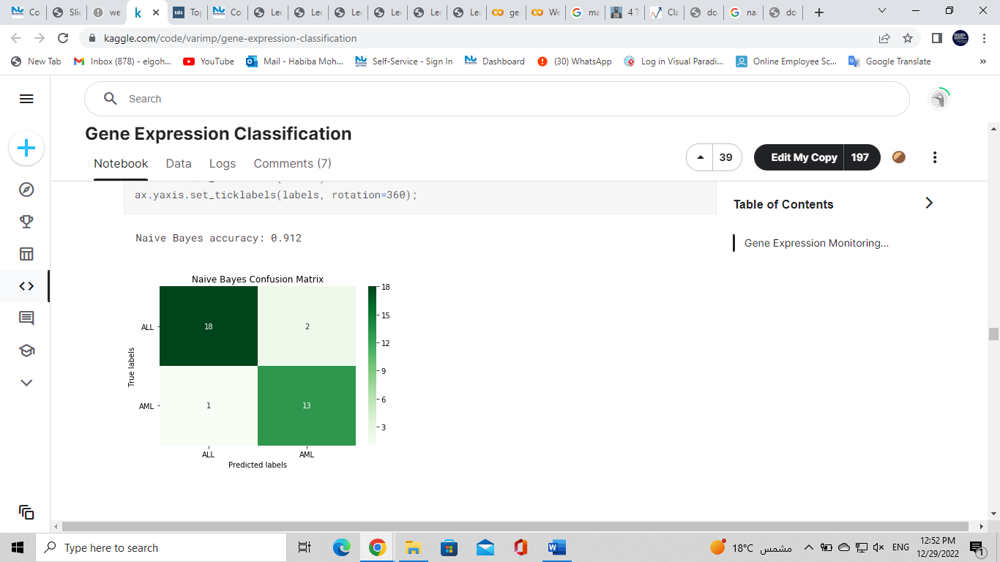 Co
Slic
we
k
tds Top
Co
Lec
Lec
Lec
Lec
Lec
Lec
ge
We
ma
4 T
Cla
do
na
do
kaggle.com/code/varimp/gene-expression-classification
New Tab
Inbox (878) - elgoh...
YouTube
Mail - Habiba Moh...
Self-Service - Sign In
Dashboard
(30) WhatsApp
Log in Visual Paradi...
Online Employee Sc...
Google Translate
»
Search
Gene Expression Classification
Notebook
Data
Logs
Comments (7)
39
Edit My Copy
197
ax.yaxis.set_ticklabels(labels, rotation=360);
Table of Contents
Gene Expression Monitoring...
Naive Bayes accuracy: 0.912
Naive Bayes Confusion Matrix
True labels
ALL
18
2
AML
1
13
ALL
AML
Predicted labels
18
15
12
9
6
3
Type here to search
18°C مشمس
ENG
12:52 PM
12/29/2022
1